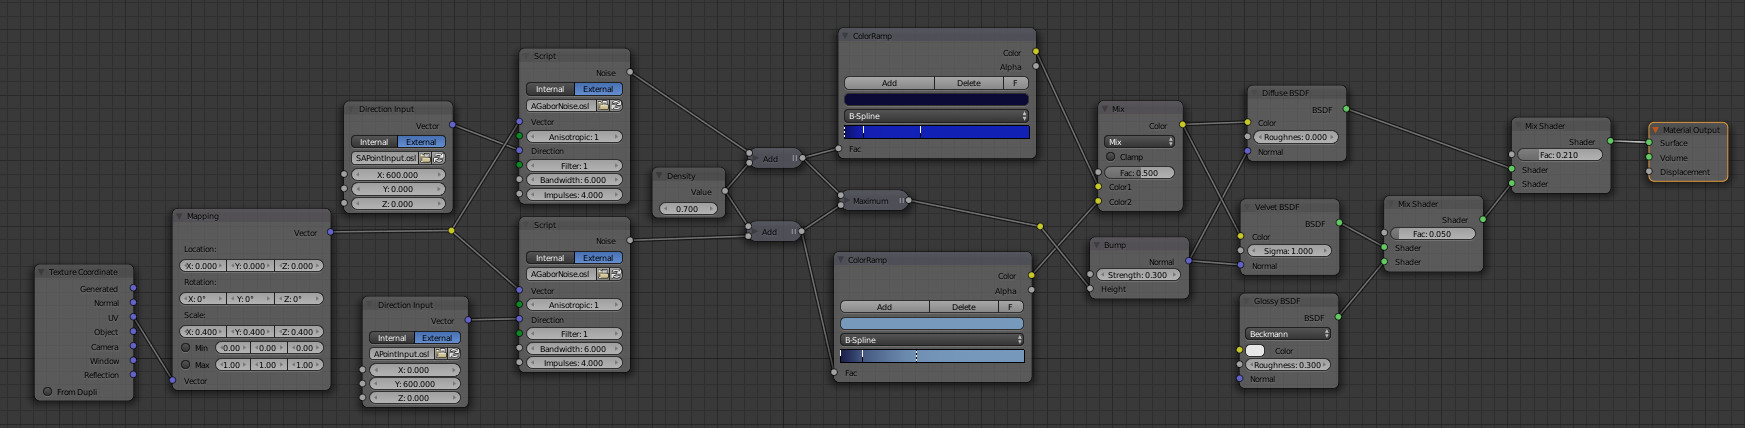 Texture Coordinate
Generated
Normal
UV
Object
Camera
Window
Reflection
From Dupli
Mapping
Vector
Location:
X: 0.000 Y: 0.000 Z: 0.000
Rotation:
X: 0° Y: 0° Z: 0°
Scale:
X: 0.400 Y: 0.400 Z: 0.400
Min 0.00 0.00 0.00
Max 1.00 1.00 1.00
Vector
Direction Input
Vector
Internal External
SAPointInput.osl
X: 600.000
Y: 0.000
Z: 0.000
Direction Input
Vector
Internal External
APointInput.osl
X: 0.000
Y: 600.000
Z: 0.000
Script
Noise
Internal External
AGaborNoise.osl
Vector
Anisotropic: 1
Direction
Filter: 1
Bandwidth: 6.000
Impulses: 4.000
Script
Noise
Internal External
AGaborNoise.osl
Vector
Anisotropic: 1
Direction
Filter: 1
Bandwidth: 6.000
Impulses: 4.000
Density
Value
0.700
Add
Add
Maximum
ColorRamp
Color
Alpha
Add Delete F
B-Spline
Fac
ColorRamp
Color
Alpha
Add Delete F
B-Spline
Fac
Mix
Color
Mix
Clamp
Fac: 0.500
Color1
Color2
Bump
Normal
Strength: 0.300
Height
Diffuse BSDF
BSDF
Color
Roughnes: 0.000
Normal
Velvet BSDF
BSDF
Color
Sigma: 1.000
Normal
Glossy BSDF
BSDF
Beckmann
Color
Roughness: 0.300
Normal
Mix Shader
Shader
Fac: 0.050
Shader
Shader
Mix Shader
Shader
Fac: 0.210
Shader
Shader
Material Output
Surface
Volume
Displacement